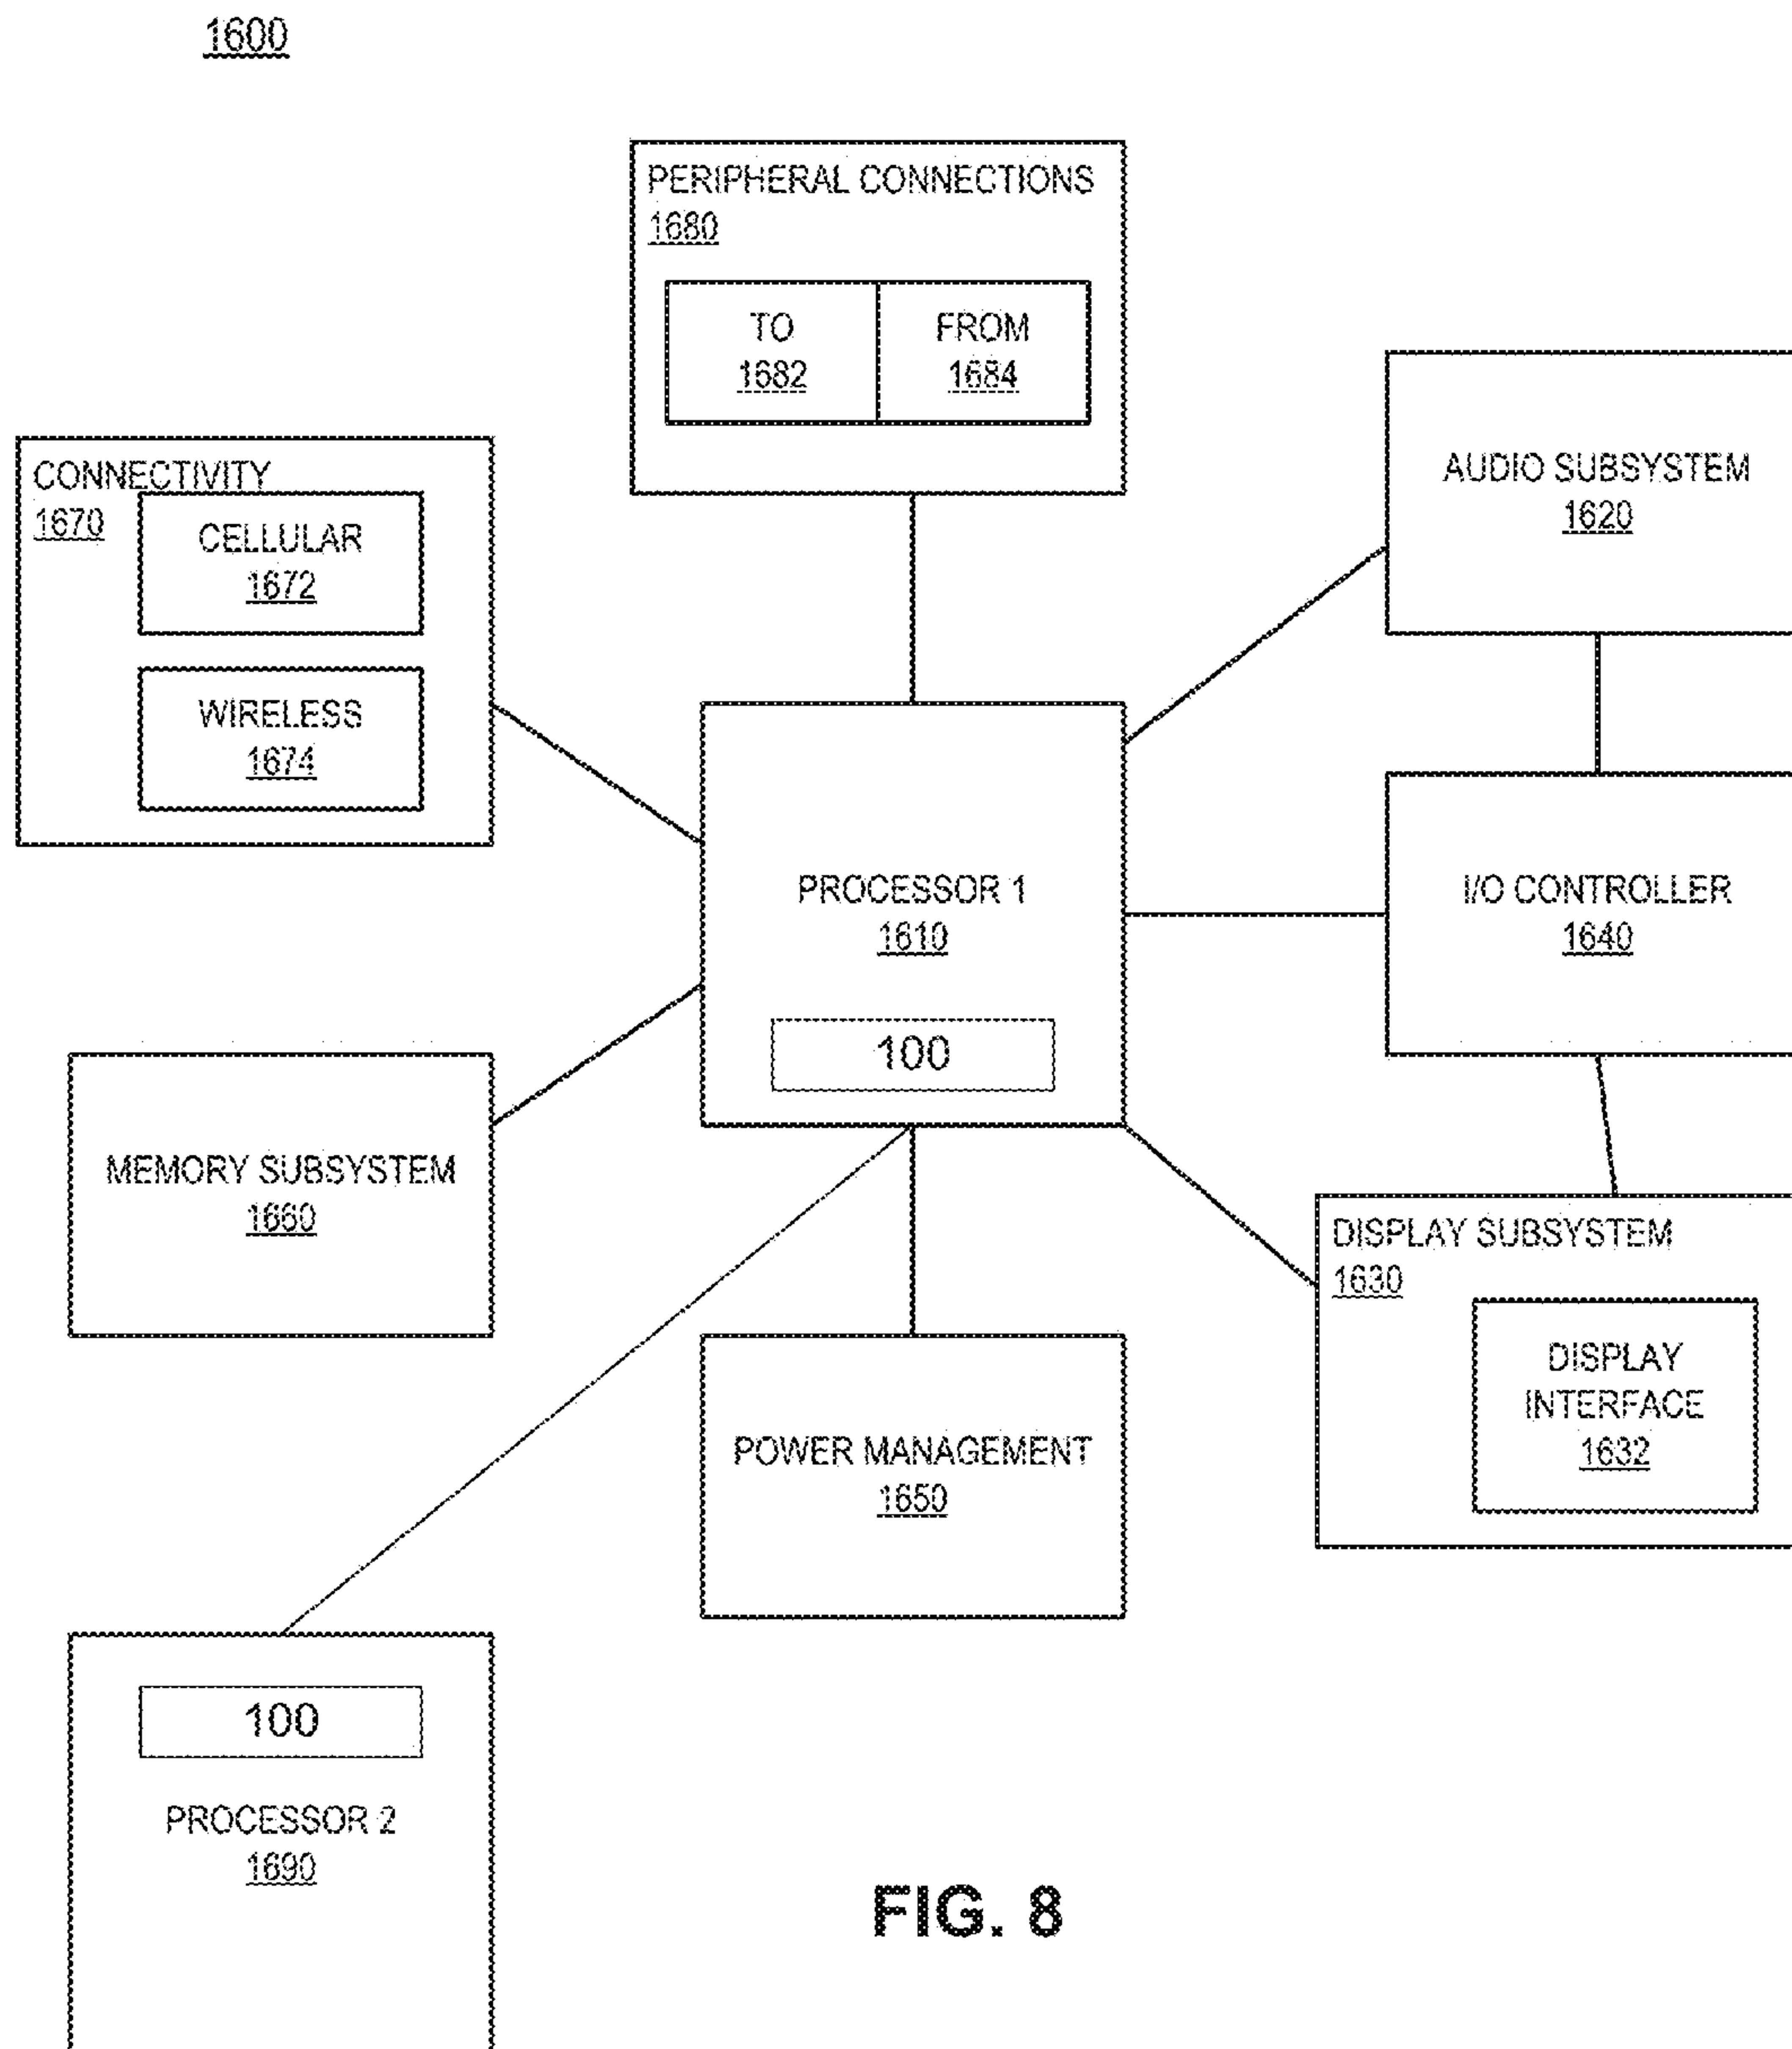 1600
PERIPHERAL CONNECTIONS
1680
TO
1682
FROM
1684
AUDIO SUBSYSTEM
1620
CONNECTIVITY
1670
CELLULAR
1672
WIRELESS
1674
PROCESSOR 1
1610
100
I/O CONTROLLER
1640
MEMORY SUBSYSTEM
1660
DISPLAY SUBSYSTEM
1630
DISPLAY
INTERFACE
1632
POWER MANAGEMENT
1650
100
PROCESSOR 2
1690
FIG. 8